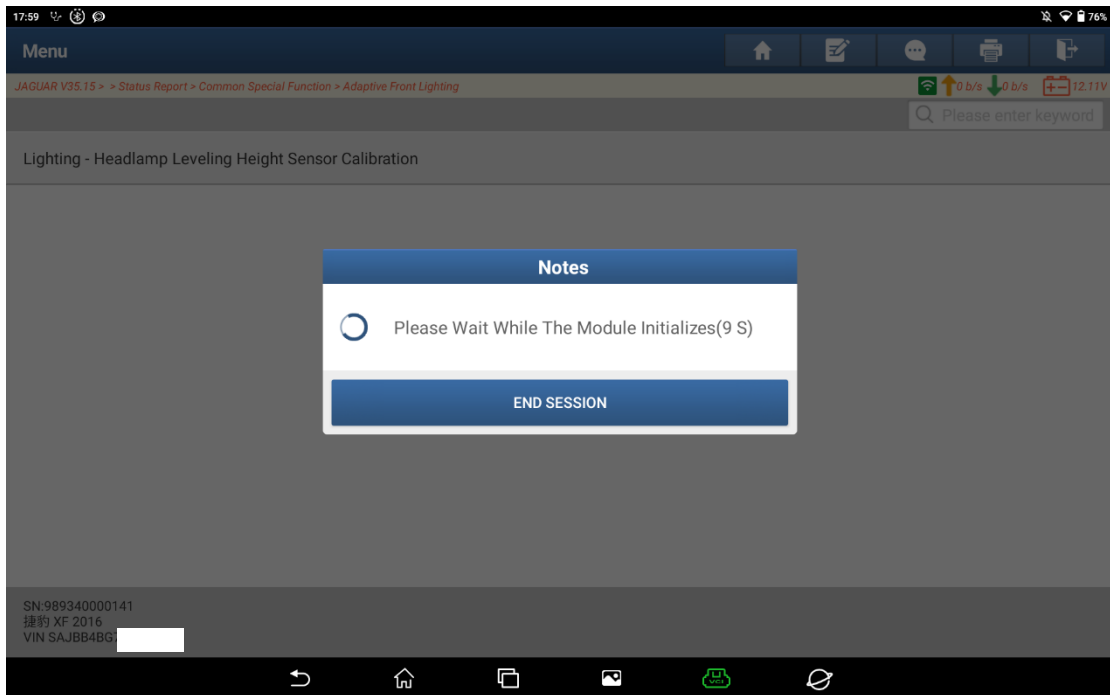 17:59
76%
Menu
JAGUAR V35.15 > > Status Report > Common Special Function > Adaptive Front Lighting
0 b/s 0 b/s 12.11V
Please enter keyword
Lighting - Headlamp Leveling Height Sensor Calibration
Notes
Please Wait While The Module Initializes(9 S)
END SESSION
SN:989340000141
捷豹 XF 2016
VIN SAJBB4BG
VCI